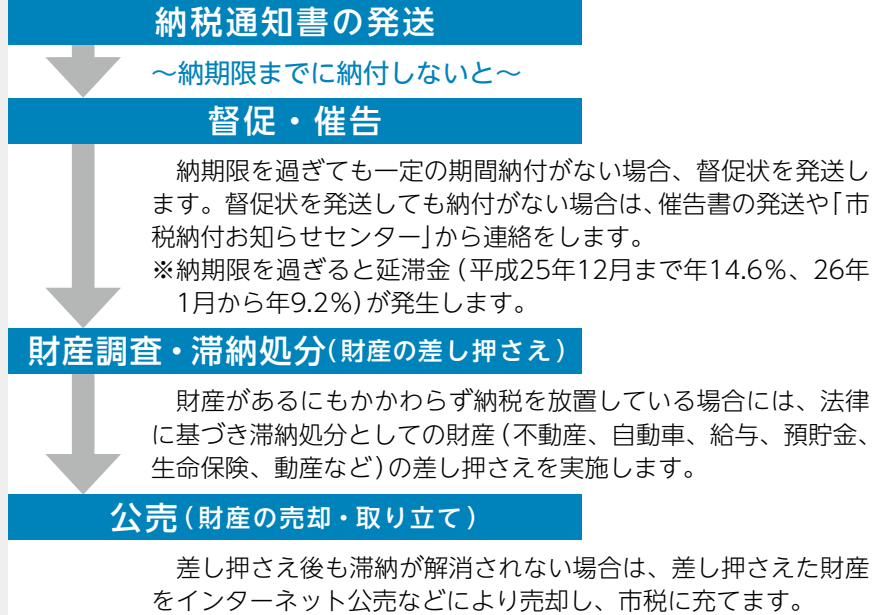 納税通知書の発送
～納期限までに納付しないと～
督促・催告
納期限を過ぎても一定の期間納付がない場合、督促状を発送し
ます。督促状を発送しても納付がない場合は、催告書の発送や「市
税納付お知らせセンター」から連絡をします。
※納期限を過ぎると延滞金（平成25年12月まで年14.6％、26年
1月から年9.2％）が発生します。
財産調査・滞納処分（財産の差し押さえ）
財産があるにもかかわらず納税を放置している場合には、法律
に基づき滞納処分としての財産（不動産、自動車、給与、預貯金、
生命保険、動産など）の差し押さえを実施します。
公売（財産の売却・取り立て）
差し押さえ後も滞納が解消されない場合は、差し押さえた財産
をインターネット公売などにより売却し、市税に充てます。